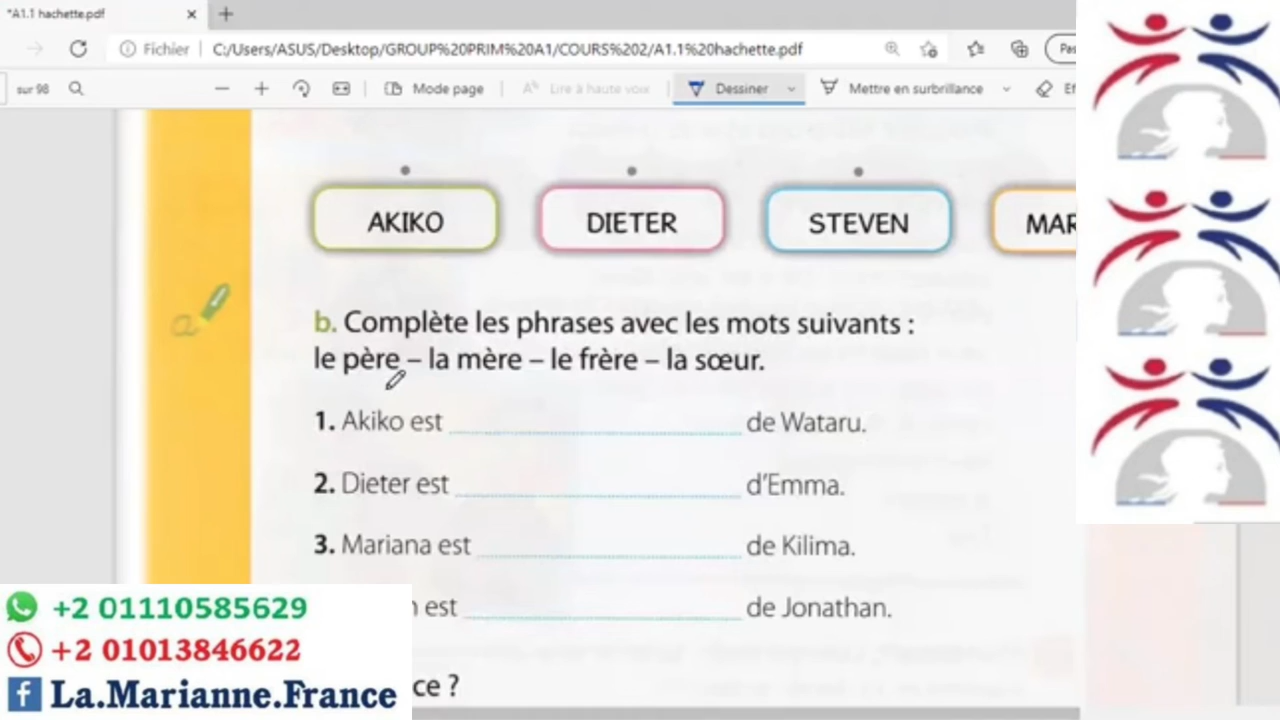 *A1.1 hachette.pdf
Fichier C:/Users/ASUS/Desktop/GROUP%20PRIM%20A1/COURS%202/A1.1%20hachette.pdf
sur 98 Mode page Lire à haute voix Dessiner Mettre en surbrillance
AKIKO DIETER STEVEN MAR
a
b. Complète les phrases avec les mots suivants :
le père – la mère – le frère – la sœur.
1. Akiko est de Wataru.
2. Dieter est d'Emma.
3. Mariana est de Kilima.
est de Jonathan.
ce ?
+2 01110585629
+2 01013846622
La.Marianne.France